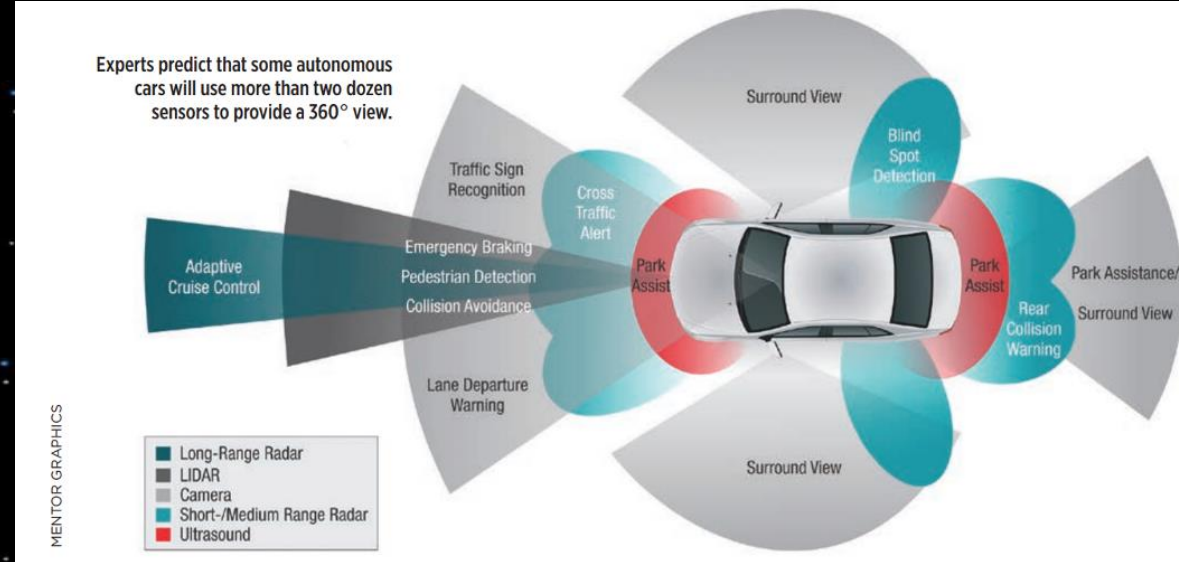 Experts predict that some autonomous
cars will use more than two dozen
sensors to provide a 360° view.
Surround View
Blind
Spot
Detection
Traffic Sign
Recognition
Cross
Traffic
Alert
Emergency Braking
Adaptive
Cruise Control
Pedestrian Detection
Collision Avoidance
Park
Assist
Park
Assist
Park Assistance/
Surround View
Rear
Collision
Warning
Lane Departure
Warning
Surround View
Long-Range Radar
LIDAR
Camera
Short-/Medium Range Radar
Ultrasound
MENTOR GRAPHICS